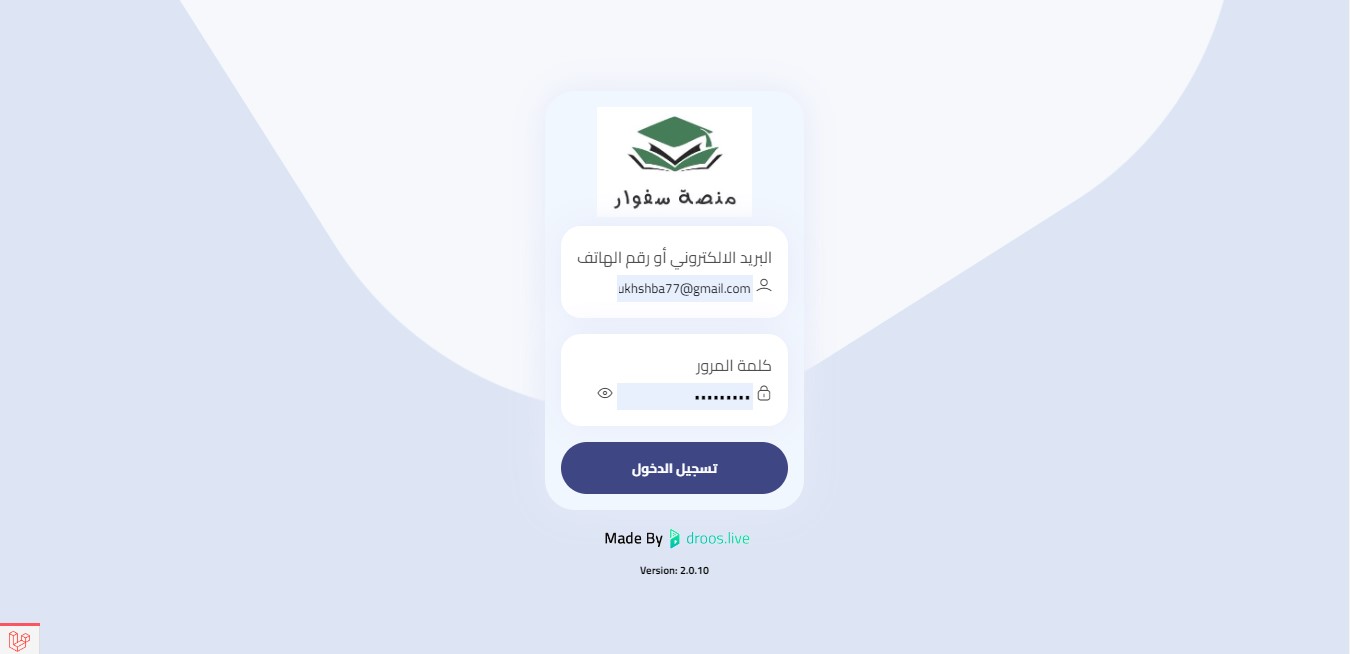 منصة سفوار
البريد الالكتروني أو رقم الهاتف
ukhshba77@gmail.com
كلمة المرور
•••••••••
تسجيل الدخول
Made By droos.live
Version: 2.0.10